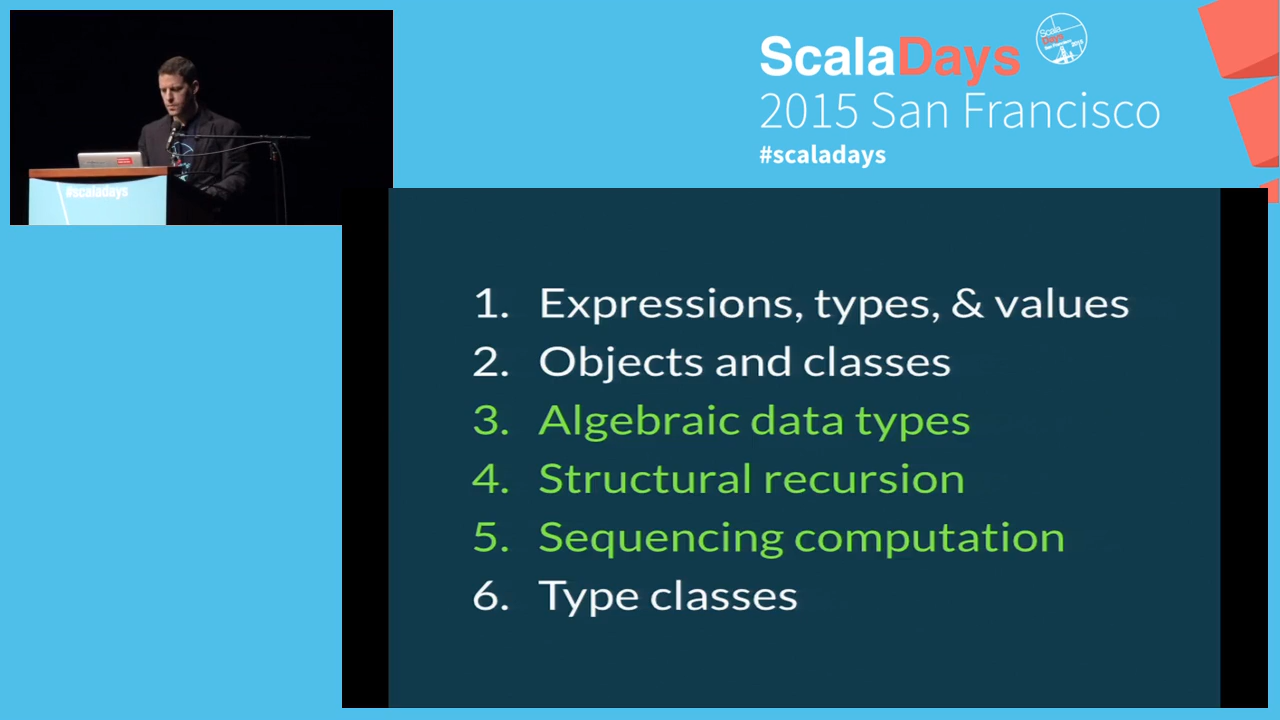 ScalaDays
2015 San Francisco
#scaladays
#scaladays
1. Expressions, types, & values
2. Objects and classes
3. Algebraic data types
4. Structural recursion
5. Sequencing computation
6. Type classes